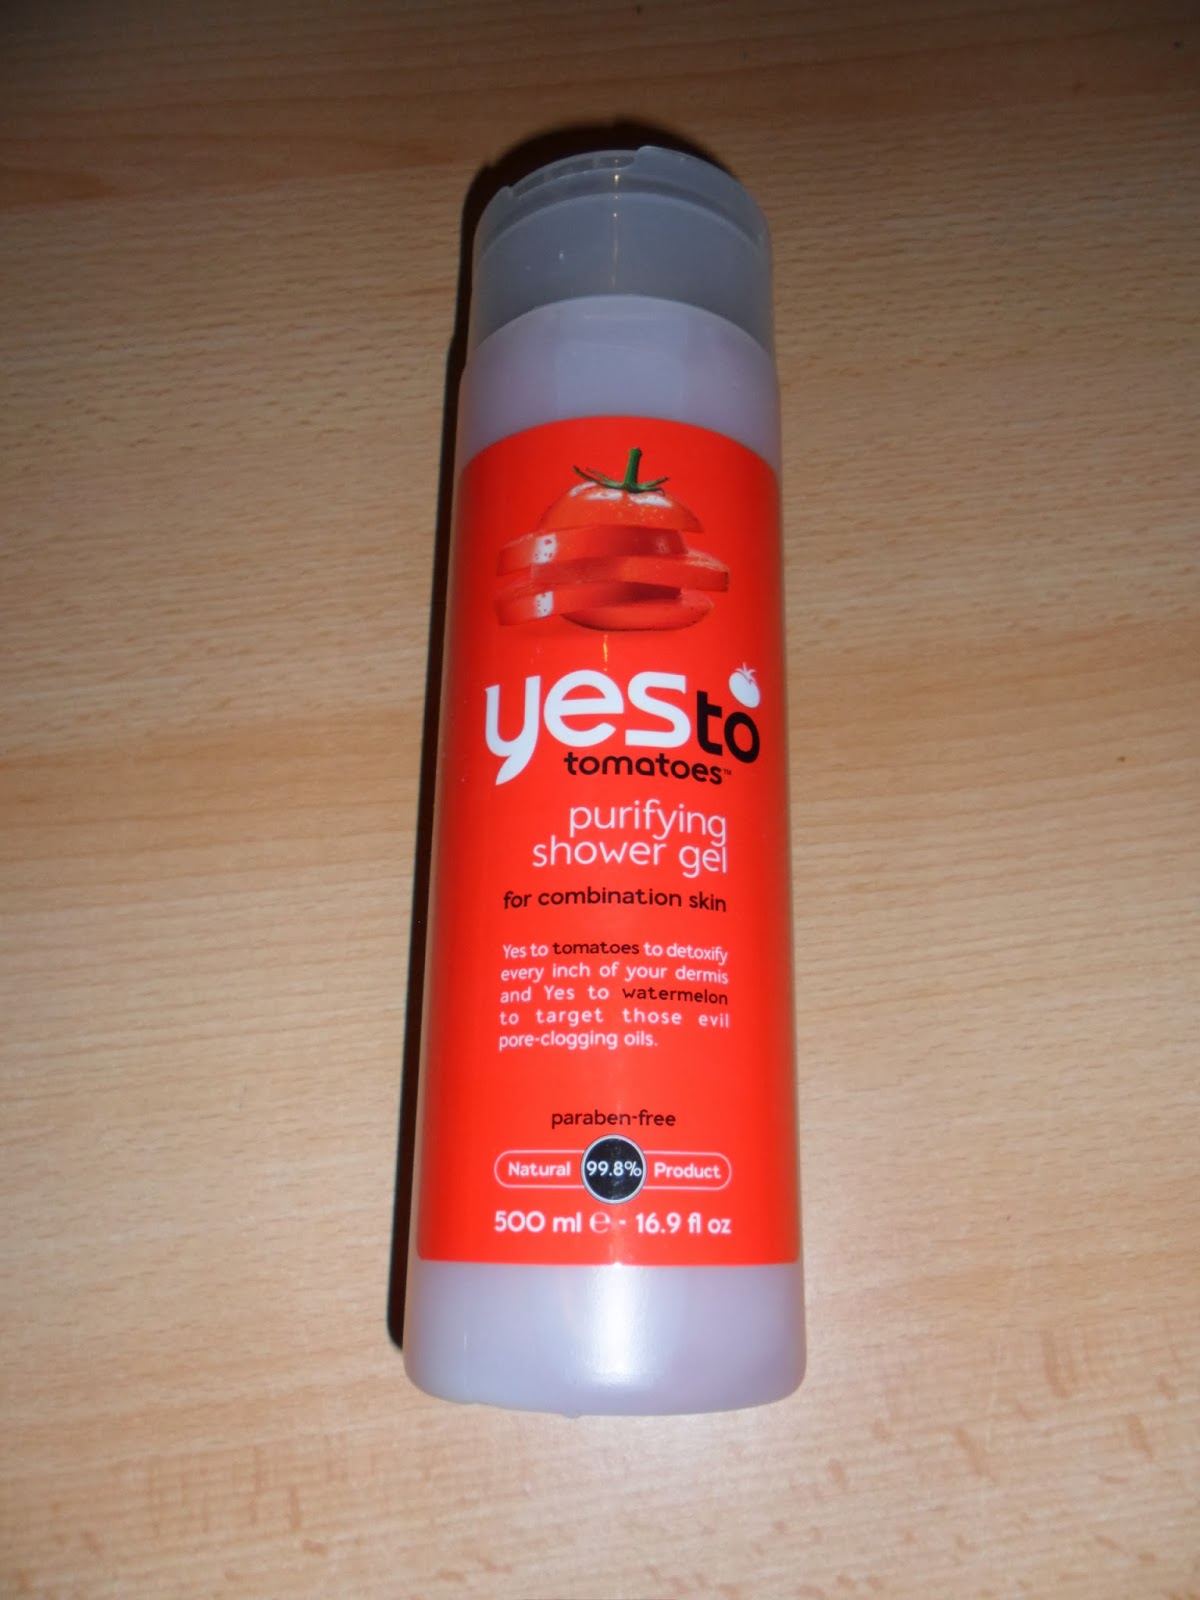 yesto
tomatoes™
purifying
shower gel
for combination skin
Yes to tomatoes to detoxify
every inch of your dermis
and Yes to watermelon
to target those evil
pore-clogging oils.
paraben-free
Natural 99.8% Product
500 ml ℮ - 16.9 fl oz